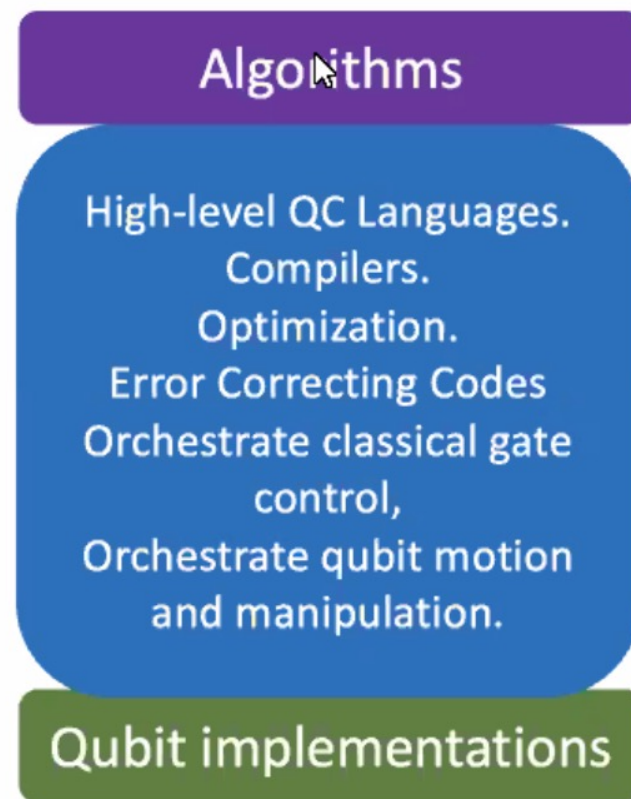 Algorithms
High-level QC Languages.
Compilers.
Optimization.
Error Correcting Codes
Orchestrate classical gate
control,
Orchestrate qubit motion
and manipulation.
Qubit implementations